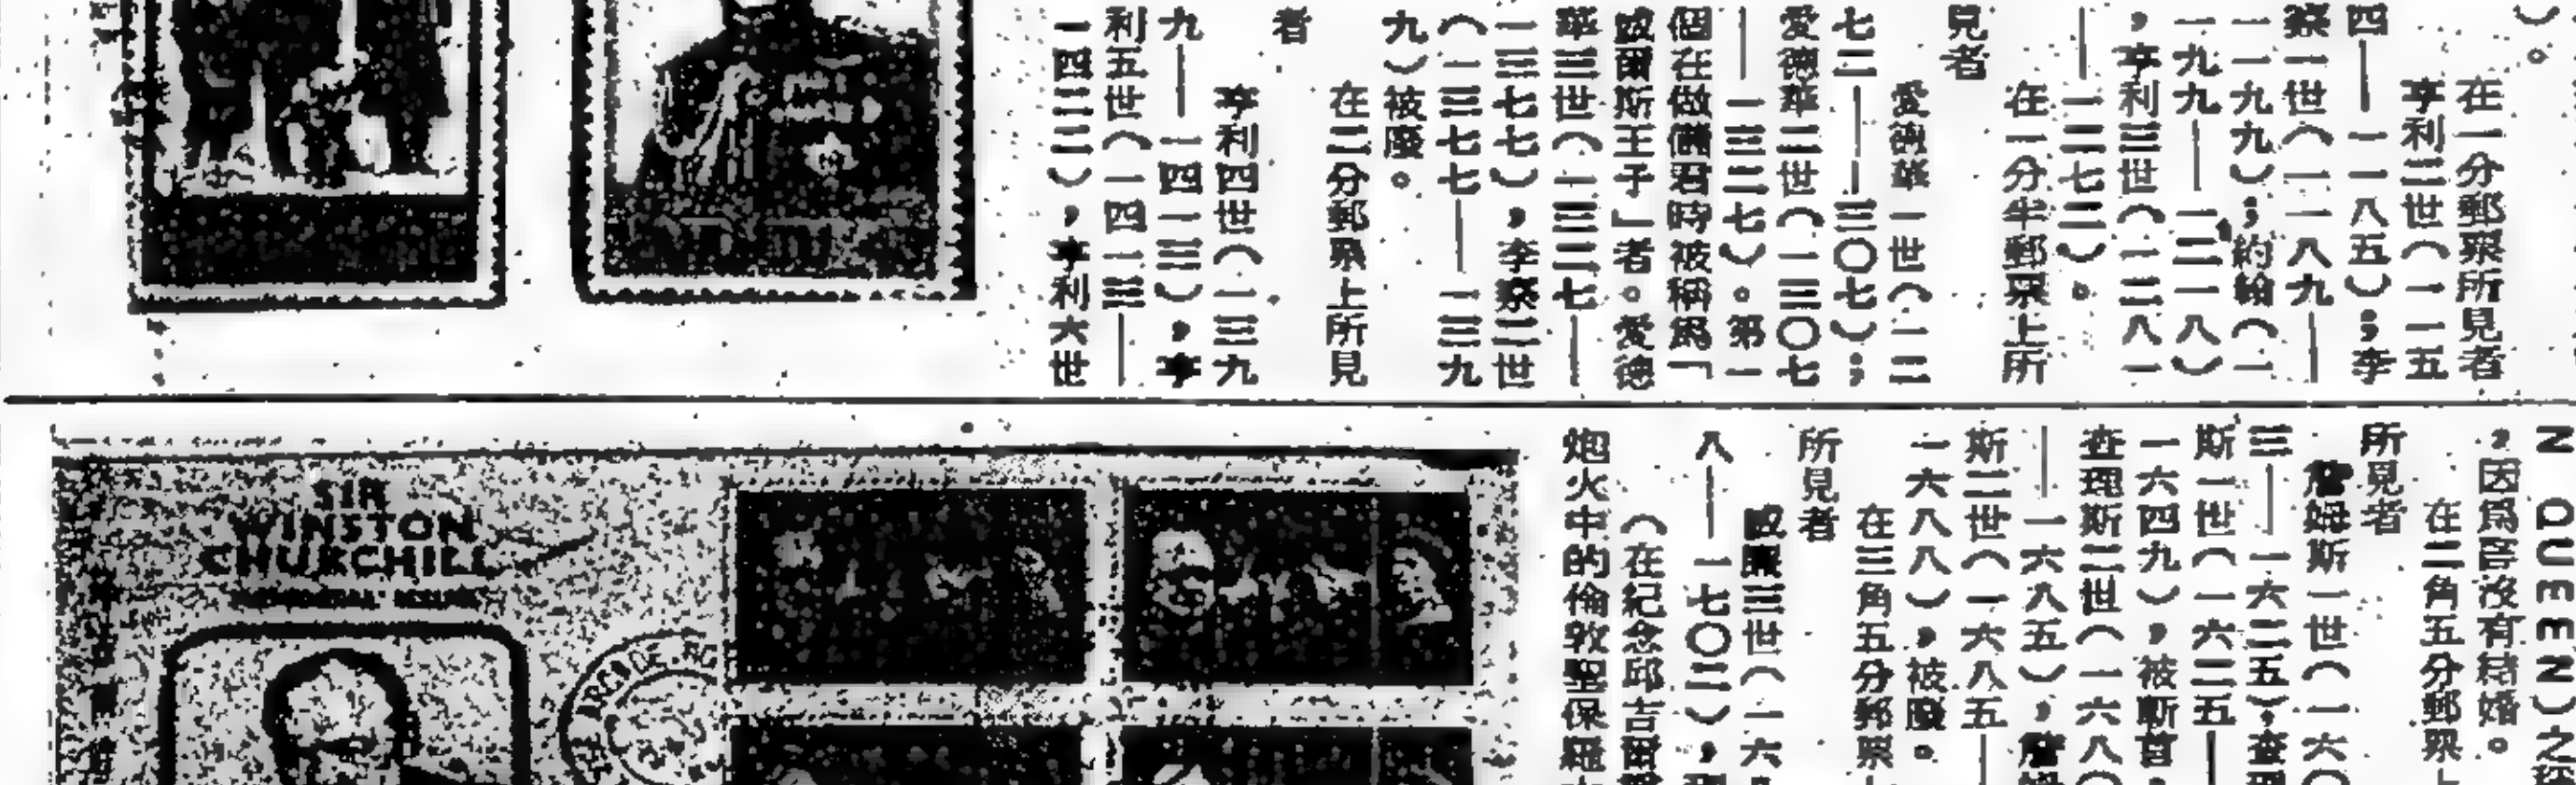 ）。
在一分郵票所見者
亨利二世（一一五
四｜一一八五）；李
察一世（一一八九｜
一一九九）；約翰（一
一九九｜一二一八）
，亨利三世（一二八一
｜一二七二）。
在一分半郵票上所
見者
愛德華一世（一二
七二｜一三〇七）；
愛德華二世（一三〇七
｜一三二七）。第一
個在做儲君時被稱爲「
威爾斯王子」者。愛德
華三世（一三二七｜
一三七七），李察二世
（一三七七｜一三九
九）被廢。
在二分郵票上所見
者
亨利四世（一三九
九｜一四一三），亨
利五世（一四一三｜
一四二二），亨利六世
N QUEEN）之
，因爲官沒有結婚。
在二角五分郵票上
所見者
詹姆斯一世（一六〇
三｜一六二五），查理
斯一世（一六二五｜
一六四九），被斬首，
查理斯二世（一六八〇
｜一六八五），詹姆
斯二世（一六八五｜
一六八八），被廢。
在三角五分郵票上
所見者
威廉三世（一六八
八｜一七〇二），
（在紀念邱吉爾
炮火中的倫敦聖保羅
SIR
WINSTON
CHURCHILL